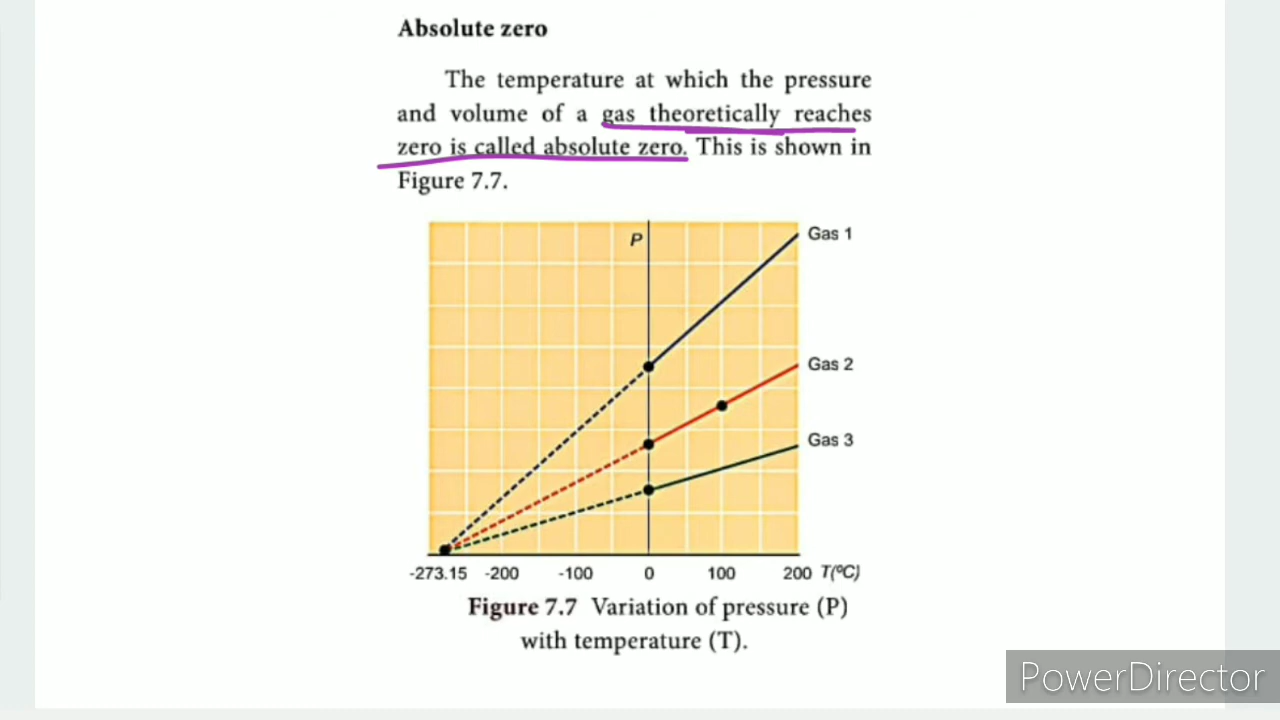 Absolute zero
The temperature at which the pressure
and volume of a gas theoretically reaches
zero is called absolute zero. This is shown in
Figure 7.7.
P
Gas 1
Gas 2
Gas 3
-273.15 -200 -100 0 100 200 T(ºC)
Figure 7.7 Variation of pressure (P)
with temperature (T).
PowerDirector